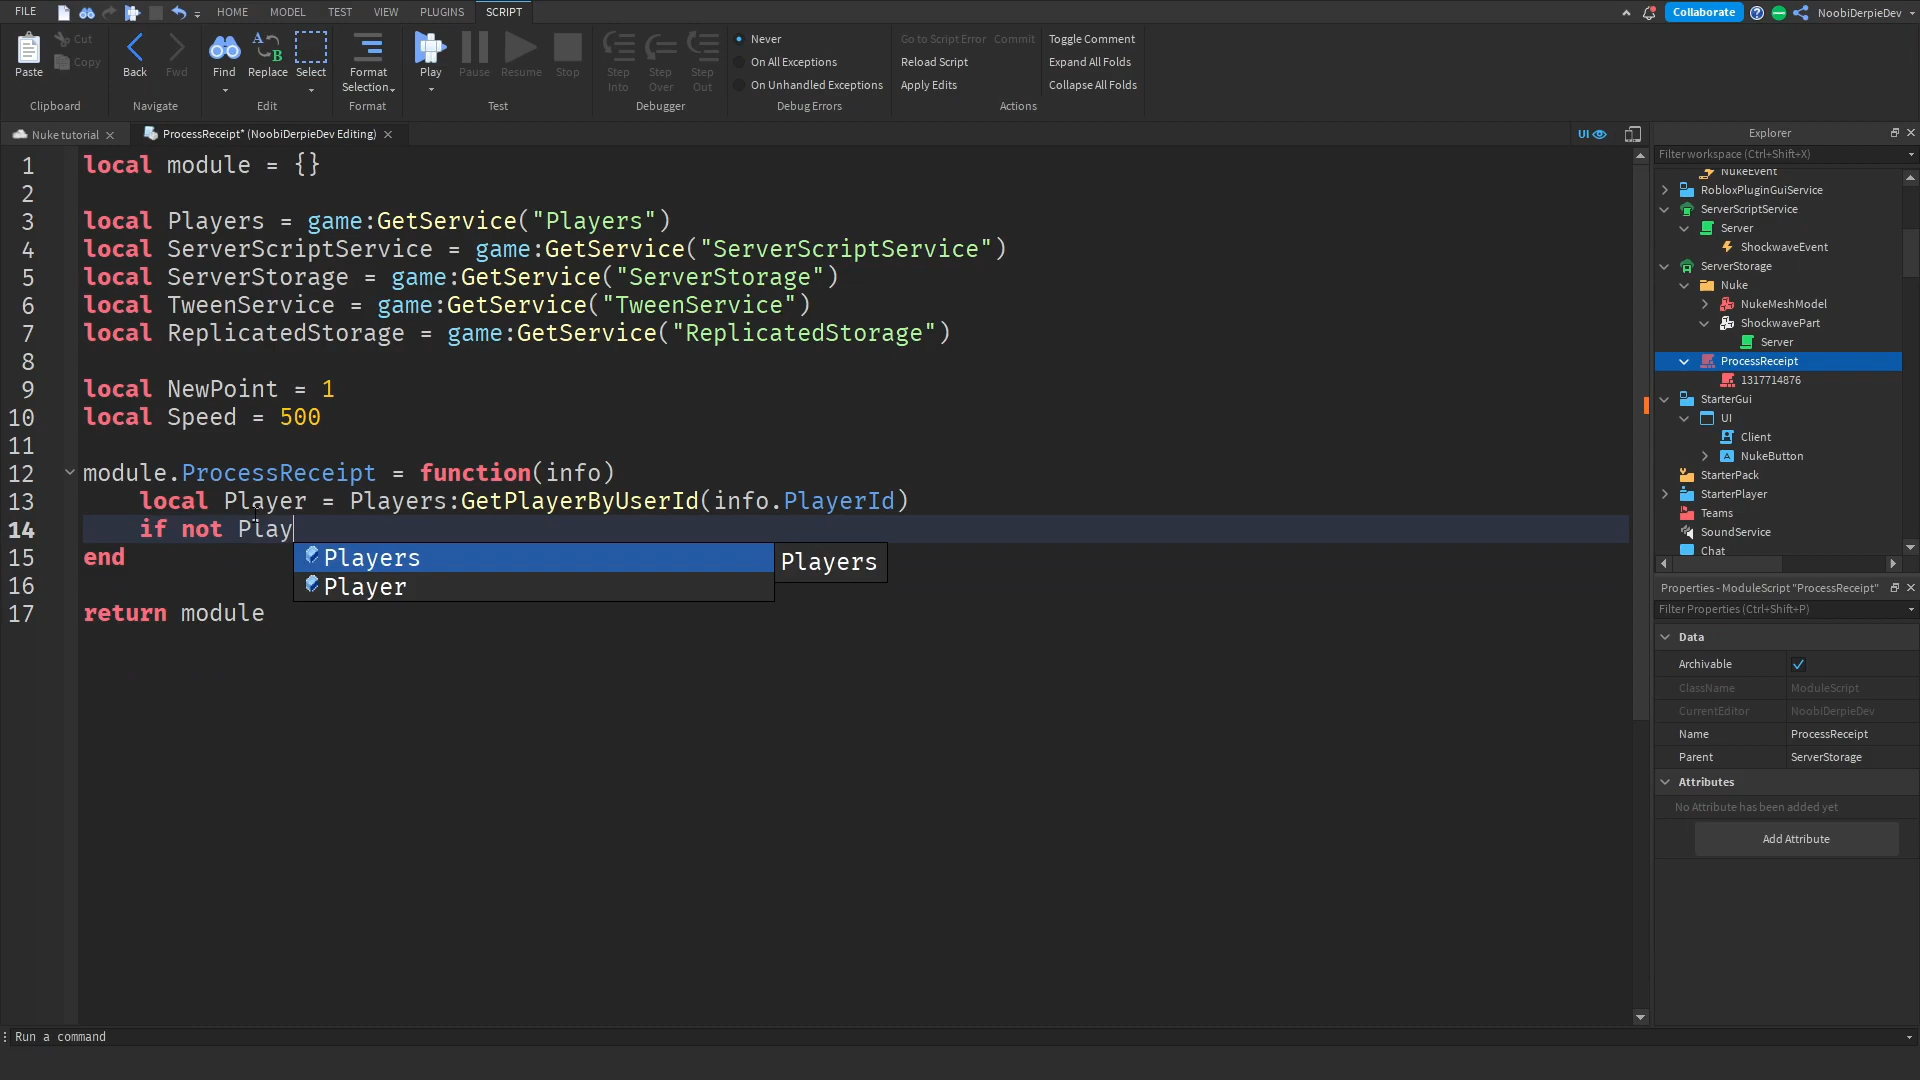 FILE HOME MODEL TEST VIEW PLUGINS SCRIPT Collaborate NoobiDerpieDev
Paste Cut Copy Back Fwd Find Replace Select Format Selection Play Pause Resume Stop Step Into Step Over Step Out
Never
On All Exceptions
On Unhandled Exceptions
Go to Script Error Commit
Reload Script
Apply Edits
Toggle Comment
Expand All Folds
Collapse All Folds
Clipboard Navigate Edit Format Test Debugger Debug Errors Actions
Nuke tutorial ProcessReceipt* (NoobiDerpieDev Editing) UI
1 local module = {}
2
3 local Players = game:GetService("Players")
4 local ServerScriptService = game:GetService("ServerScriptService")
5 local ServerStorage = game:GetService("ServerStorage")
6 local TweenService = game:GetService("TweenService")
7 local ReplicatedStorage = game:GetService("ReplicatedStorage")
8
9 local NewPoint = 1
10 local Speed = 500
11
12 module.ProcessReceipt = function(info)
13 local Player = Players:GetPlayerByUserId(info.PlayerId)
14 if not Play
15 end
16
17 return module
Players
Player
Players
Explorer
Filter workspace (Ctrl+Shift+X)
NukeEvent
RobloxPluginGuiService
ServerScriptService
Server
ShockwaveEvent
ServerStorage
Nuke
NukeMeshModel
ShockwavePart
Server
ProcessReceipt
1317714876
StarterGui
UI
Client
NukeButton
StarterPack
StarterPlayer
Teams
SoundService
Chat
Properties - ModuleScript "ProcessReceipt"
Filter Properties (Ctrl+Shift+P)
Data
Archivable
ClassName ModuleScript
CurrentEditor NoobiDerpieDev
Name ProcessReceipt
Parent ServerStorage
Attributes
No Attribute has been added yet
Add Attribute
Run a command